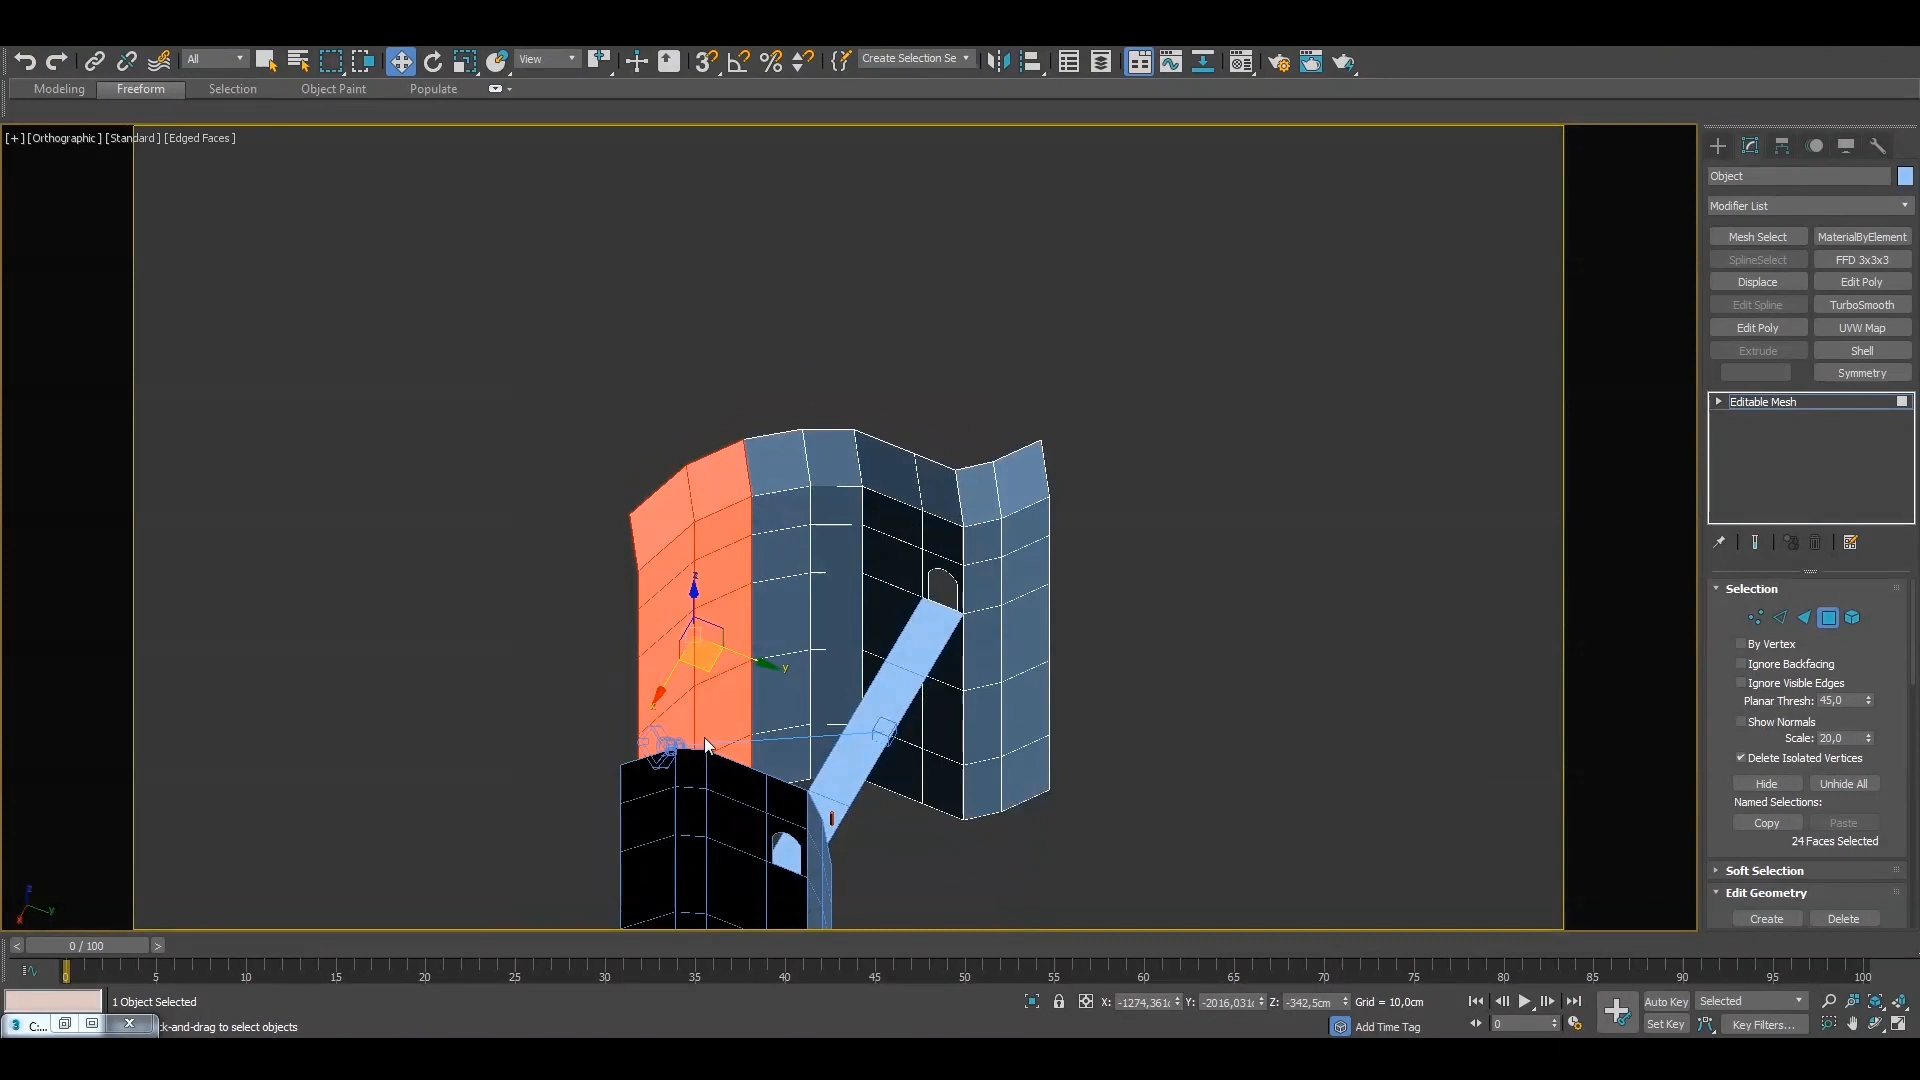 All
View
3
Create Selection Se
Modeling
Freeform
Selection
Object Paint
Populate
[+] [Orthographic] [Standard] [Edged Faces]
Object
Modifier List
Mesh Select
MaterialByElement
SplineSelect
FFD 3x3x3
Displace
Edit Poly
Edit Spline
TurboSmooth
Edit Poly
UVW Map
Extrude
Shell
Symmetry
Editable Mesh
Selection
By Vertex
Ignore Backfacing
Ignore Visible Edges
Planar Thresh: 45,0
Show Normals
Scale: 20,0
Delete Isolated Vertices
Hide
Unhide All
Named Selections:
Copy
Paste
24 Faces Selected
Soft Selection
Edit Geometry
Create
Delete
z
y
x
z
y
x
< 0 / 100 >
0 5 10 15 20 25 30 35 40 45 50 55 60 65 70 75 80 85 90 95 100
1 Object Selected
X: -1274,361 Y: -2016,031 Z: -342,5cm Grid = 10,0cm
Auto Key
Selected
3 C:...
ck-and-drag to select objects
Add Time Tag
0
Set Key
Key Filters...